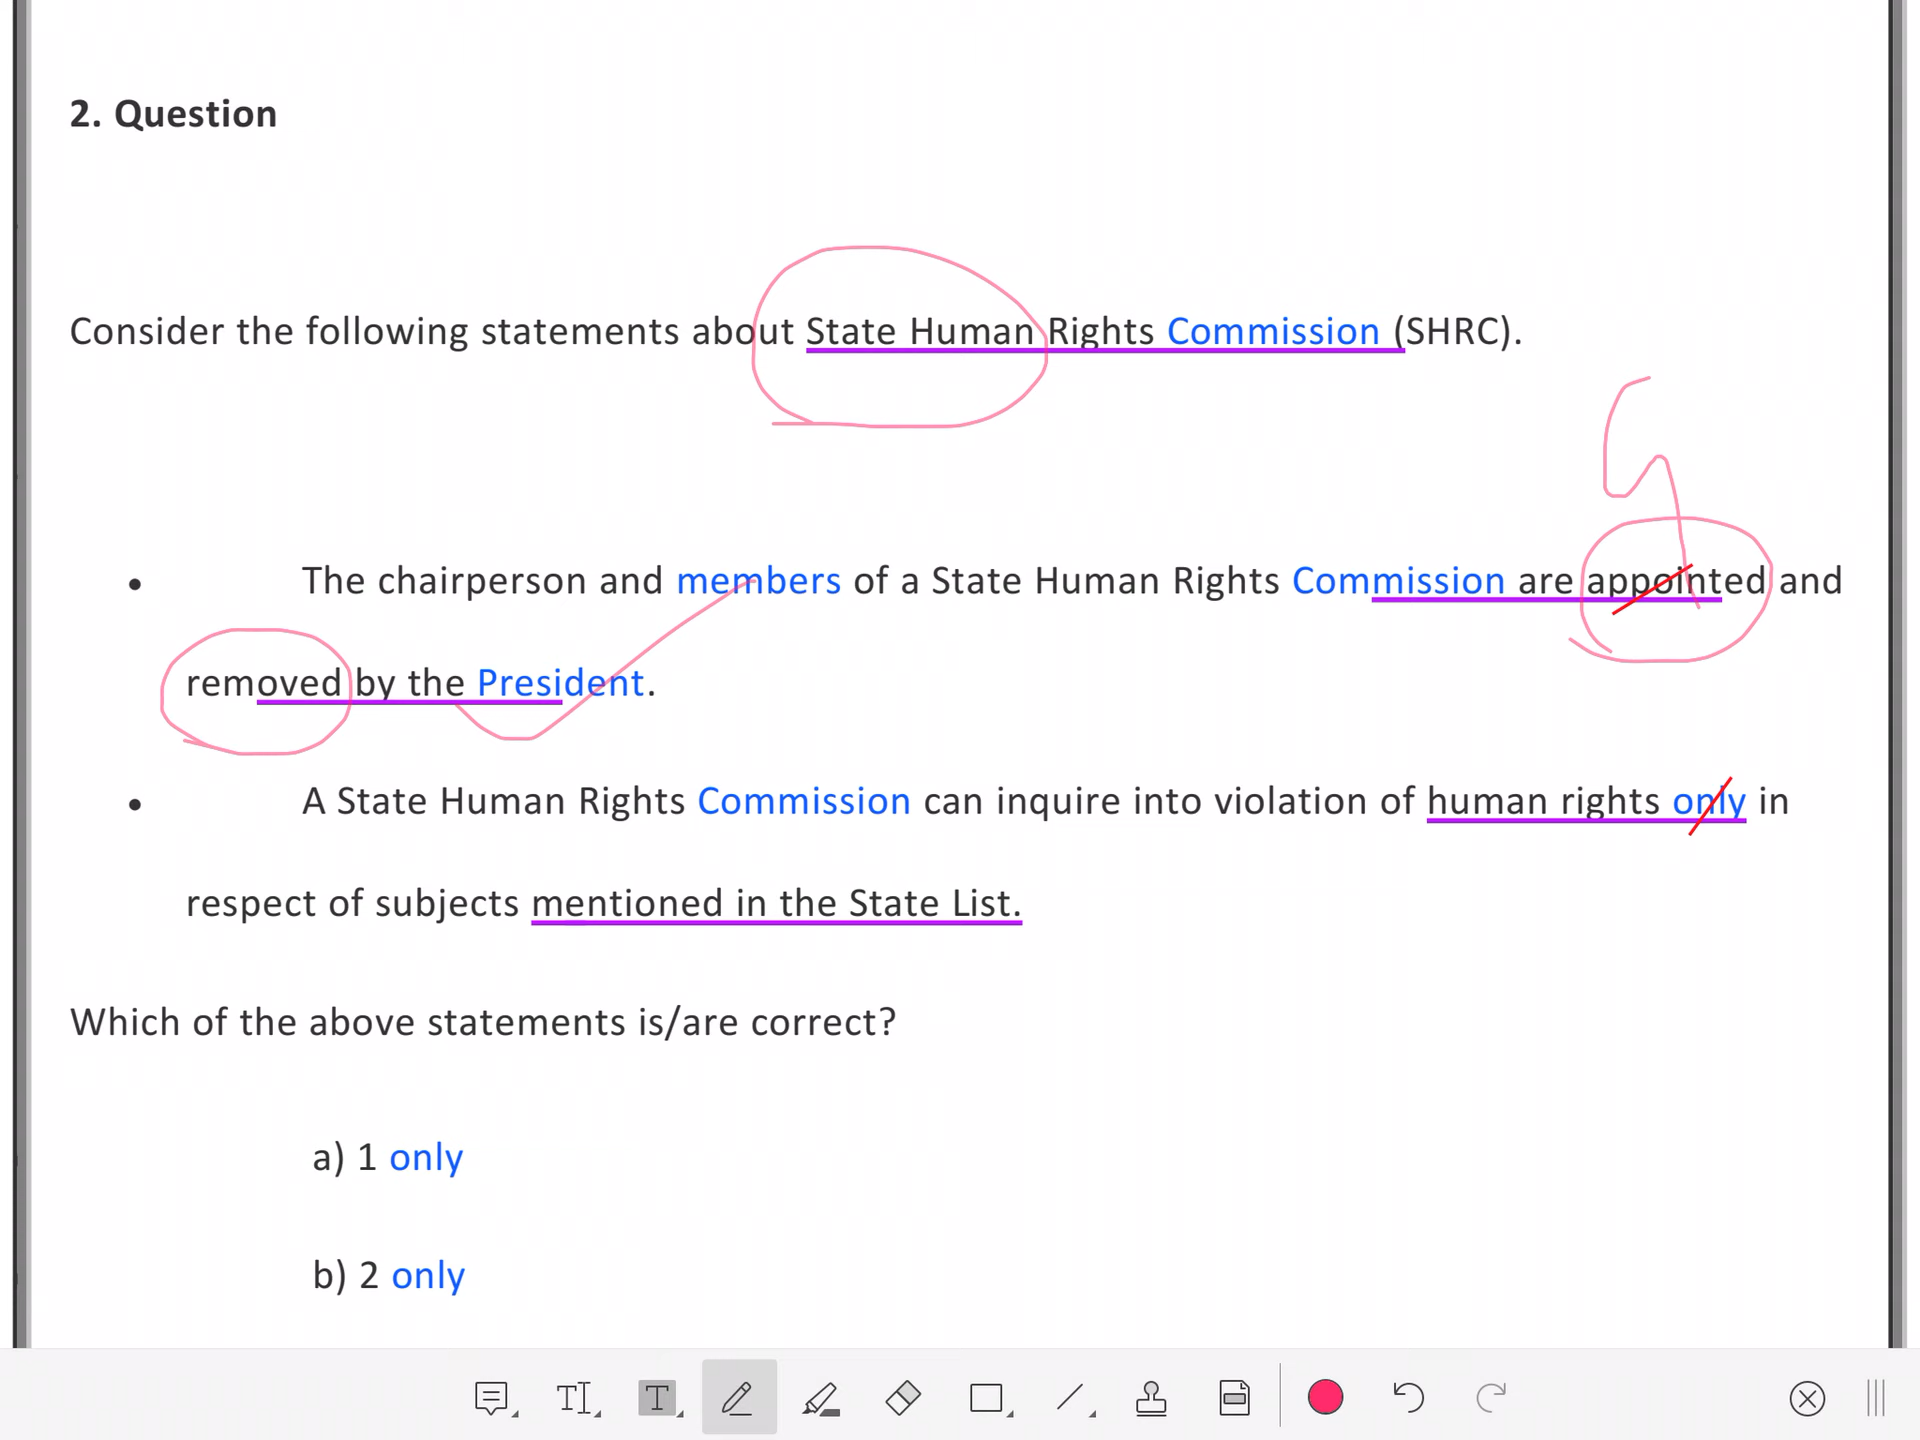 2. Question
Consider the following statements about State Human Rights Commission (SHRC).
• The chairperson and members of a State Human Rights Commission are appointed and
removed by the President.
• A State Human Rights Commission can inquire into violation of human rights only in
respect of subjects mentioned in the State List.
Which of the above statements is/are correct?
a) 1 only
b) 2 only